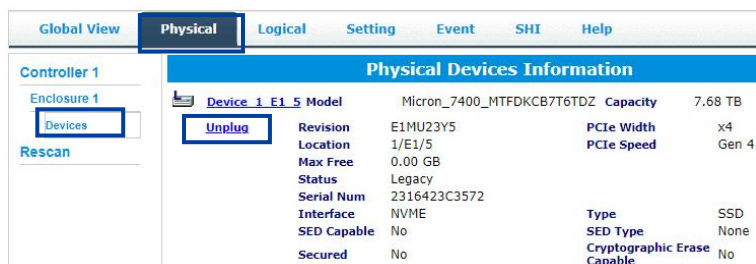 Global View Physical Logical Setting Event SHI Help
Controller 1
Enclosure 1
Devices
Rescan
Physical Devices Information
Device_1_E1_5 Model Micron_7400_MTFDKCB7T6TDZ Capacity 7.68 TB
Unplug Revision E1MU23Y5 PCIe Width x4
Location 1/E1/5 PCIe Speed Gen 4
Max Free 0.00 GB
Status Legacy
Serial Num 2316423C3572
Interface NVME Type SSD
SED Capable No SED Type None
Secured No Cryptographic Erase Capable No